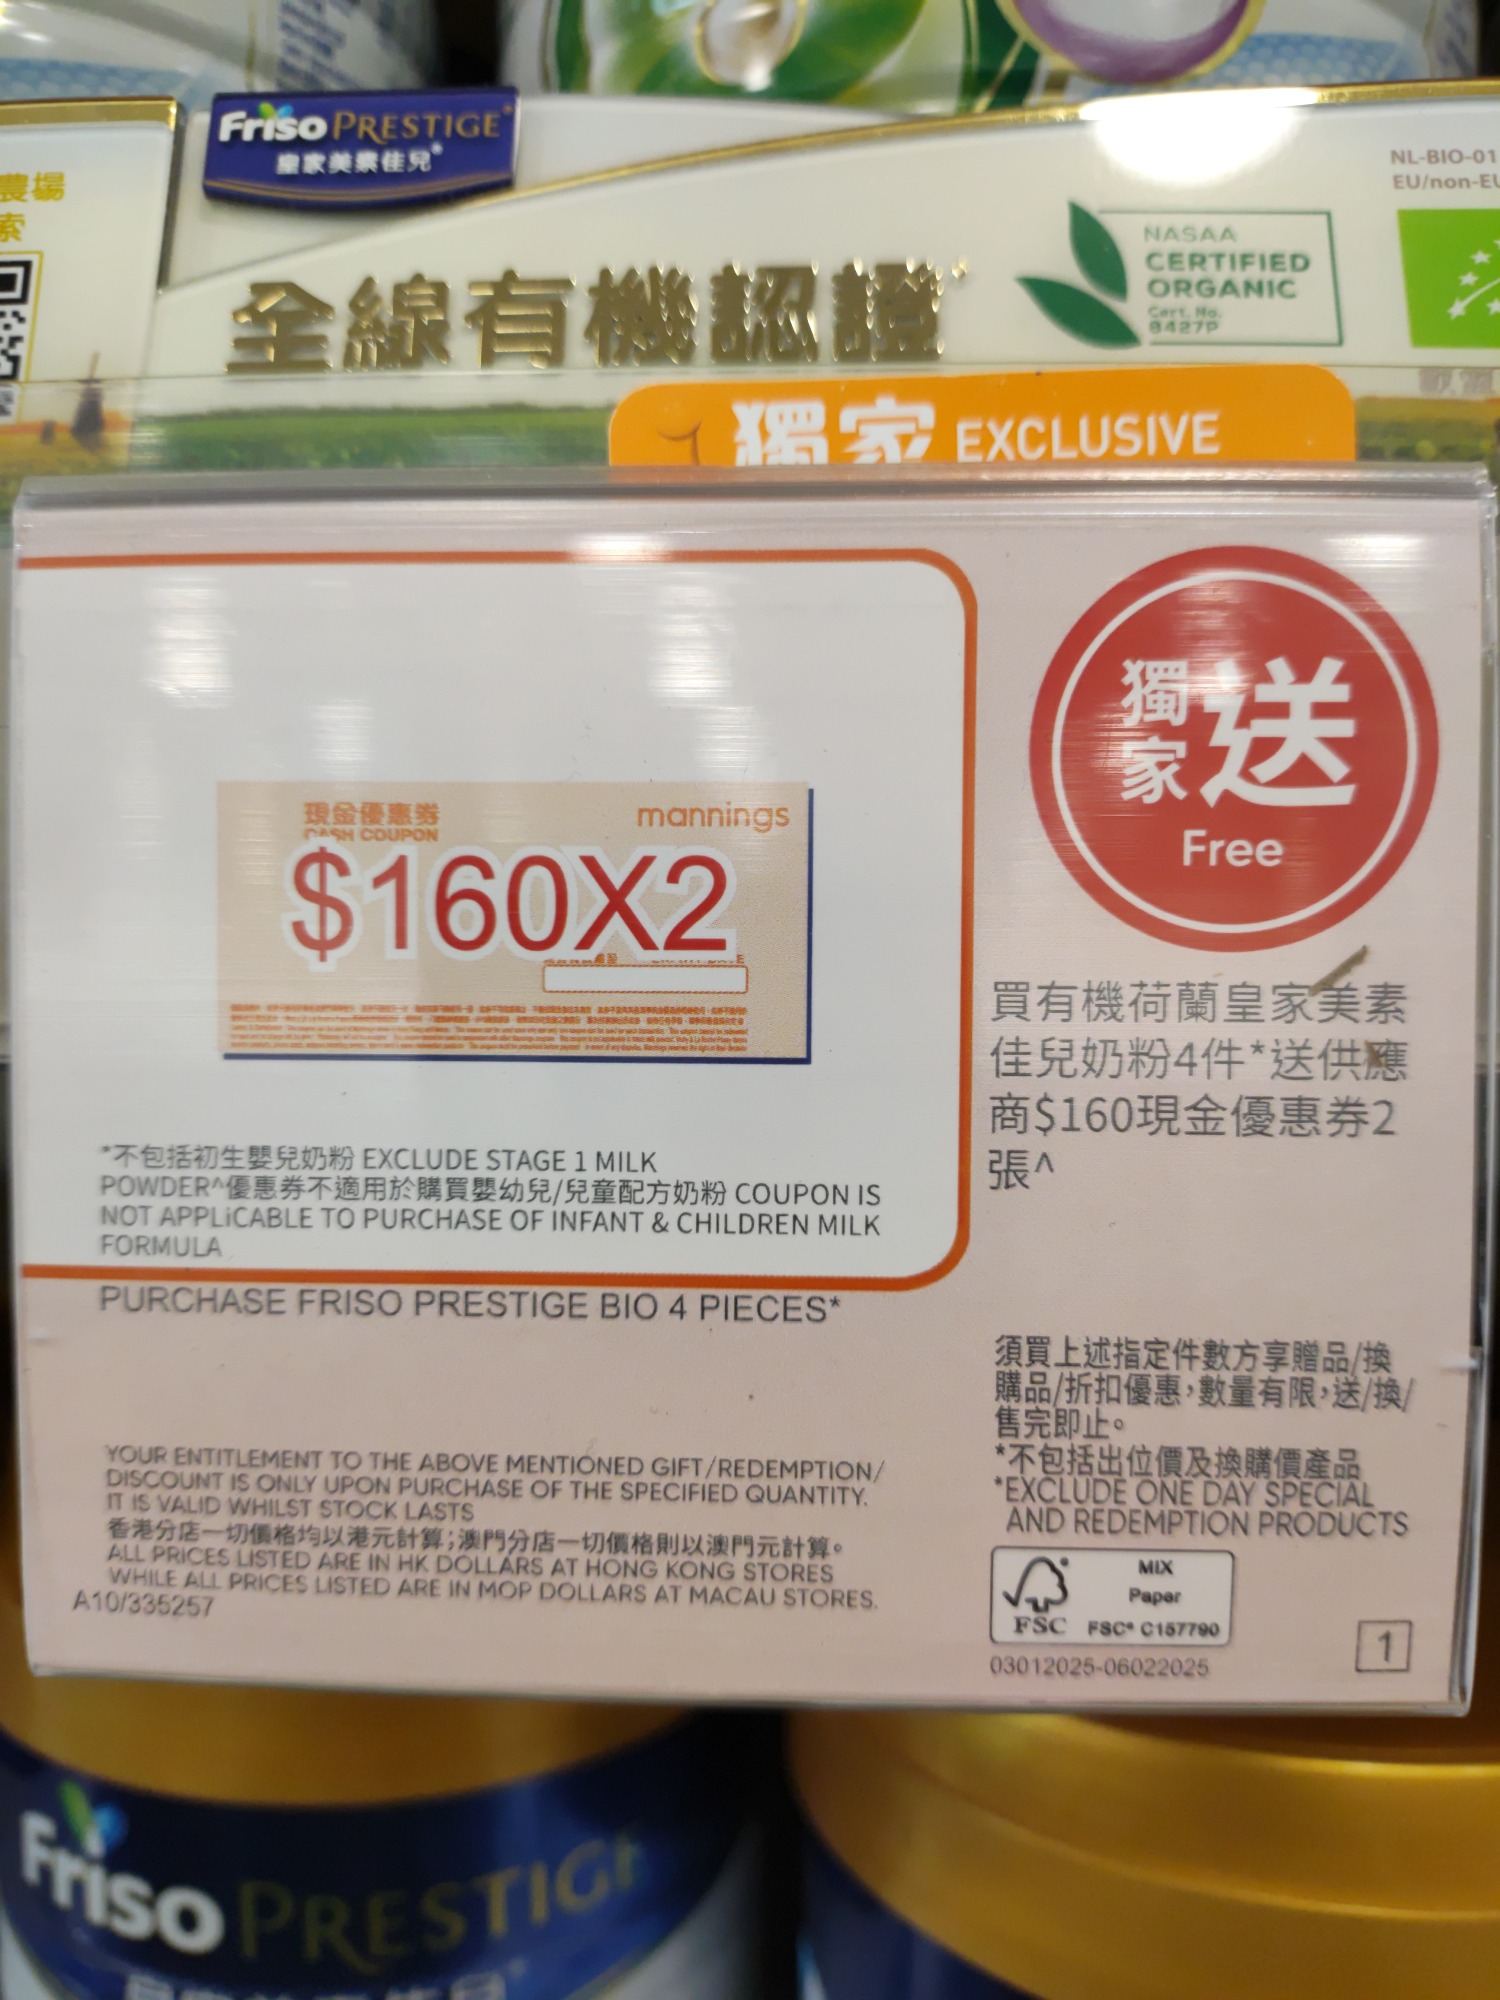 Friso PRESTIGE
皇家美素佳兒
農場
索
NL-BIO-01
EU/non-EU
全線有機認證
NASAA
CERTIFIED
ORGANIC
Cert. No.
8427P
獨家 EXCLUSIVE
現金優惠券
CASH COUPON
mannings
$160X2
獨家 送
Free
買有機荷蘭皇家美素
佳兒奶粉4件*送供應
商$160現金優惠券2
張^
*不包括初生嬰兒奶粉 EXCLUDE STAGE 1 MILK
POWDER^優惠券不適用於購買嬰幼兒/兒童配方奶粉 COUPON IS
NOT APPLiCABLE TO PURCHASE OF INFANT & CHILDREN MILK
FORMULA
PURCHASE FRISO PRESTIGE BIO 4 PIECES*
須買上述指定件數方享贈品/換
購品/折扣優惠,數量有限,送/換/
售完即止。
*不包括出位價及換購價產品
*EXCLUDE ONE DAY SPECIAL
AND REDEMPTION PRODUCTS
YOUR ENTITLEMENT TO THE ABOVE MENTIONED GIFT/REDEMPTION/
DISCOUNT IS ONLY UPON PURCHASE OF THE SPECIFIED QUANTITY.
IT IS VALID WHILST STOCK LASTS
香港分店一切價格均以港元計算;澳門分店一切價格則以澳門元計算。
ALL PRICES LISTED ARE IN HK DOLLARS AT HONG KONG STORES
WHILE ALL PRICES LISTED ARE IN MOP DOLLARS AT MACAU STORES.
A10/335257
FSC
MIX
Paper
FSC® C157790
03012025-06022025
1
Friso PRESTIGE